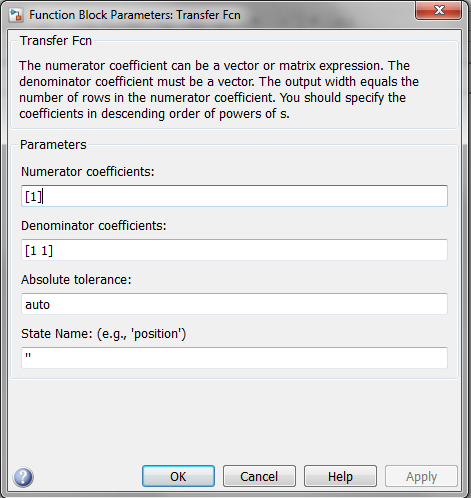 Function Block Parameters: Transfer Fcn
Transfer Fcn
The numerator coefficient can be a vector or matrix expression. The
denominator coefficient must be a vector. The output width equals the
number of rows in the numerator coefficient. You should specify the
coefficients in descending order of powers of s.
Parameters
Numerator coefficients:
[1]
Denominator coefficients:
[1 1]
Absolute tolerance:
auto
State Name: (e.g., 'position')
''
OK Cancel Help Apply